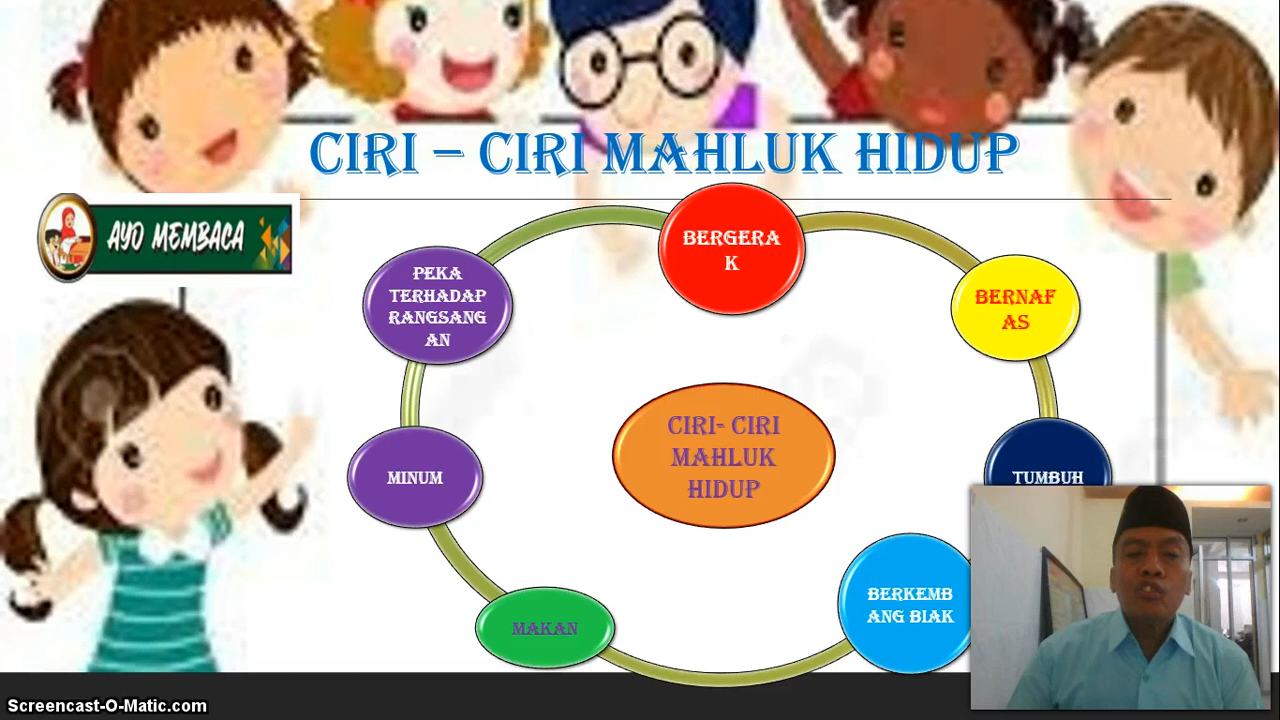 CIRI – CIRI MAHLUK HIDUP
AYO MEMBACA
BERGERA
K
PEKA
TERHADAP
RANGSANG
AN
BERNAF
AS
CIRI- CIRI
MAHLUK
HIDUP
MINUM
TUMBUH
BERKEMB
ANG BIAK
MAKAN
Screencast-O-Matic.com